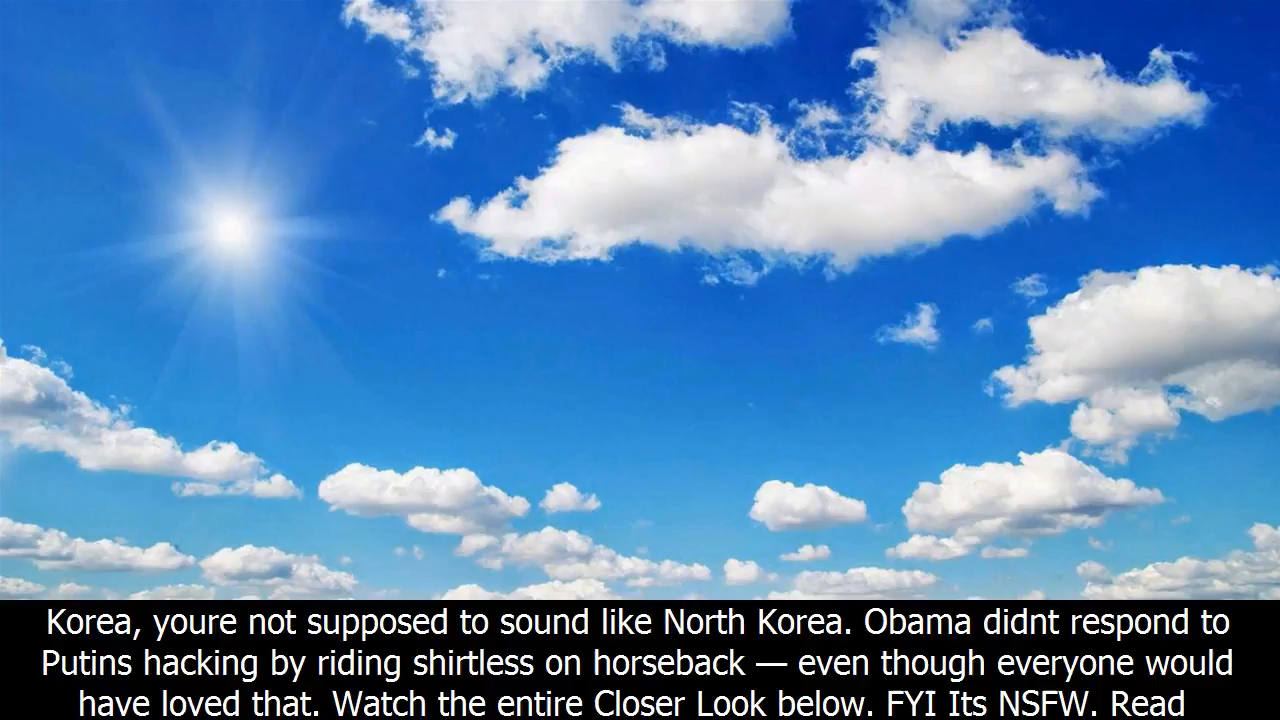 Korea, youre not supposed to sound like North Korea. Obama didnt respond to
Putins hacking by riding shirtless on horseback — even though everyone would
have loved that. Watch the entire Closer Look below. FYI Its NSFW. Read